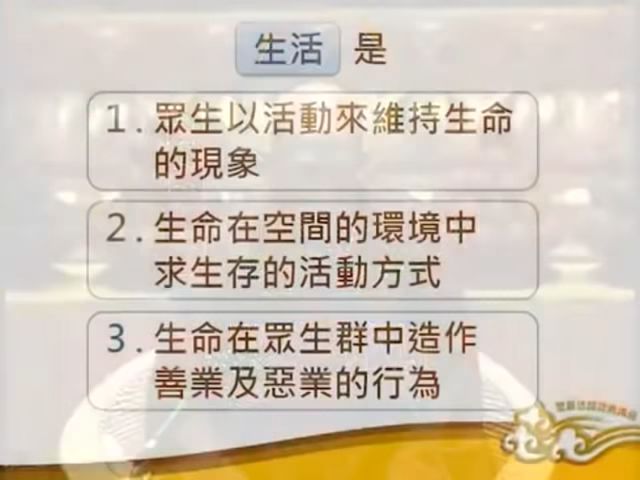 生活 是
1. 眾生以活動來維持生命
的現象
2. 生命在空間的環境中
求生存的活動方式
3. 生命在眾生群中造作
善業及惡業的行為